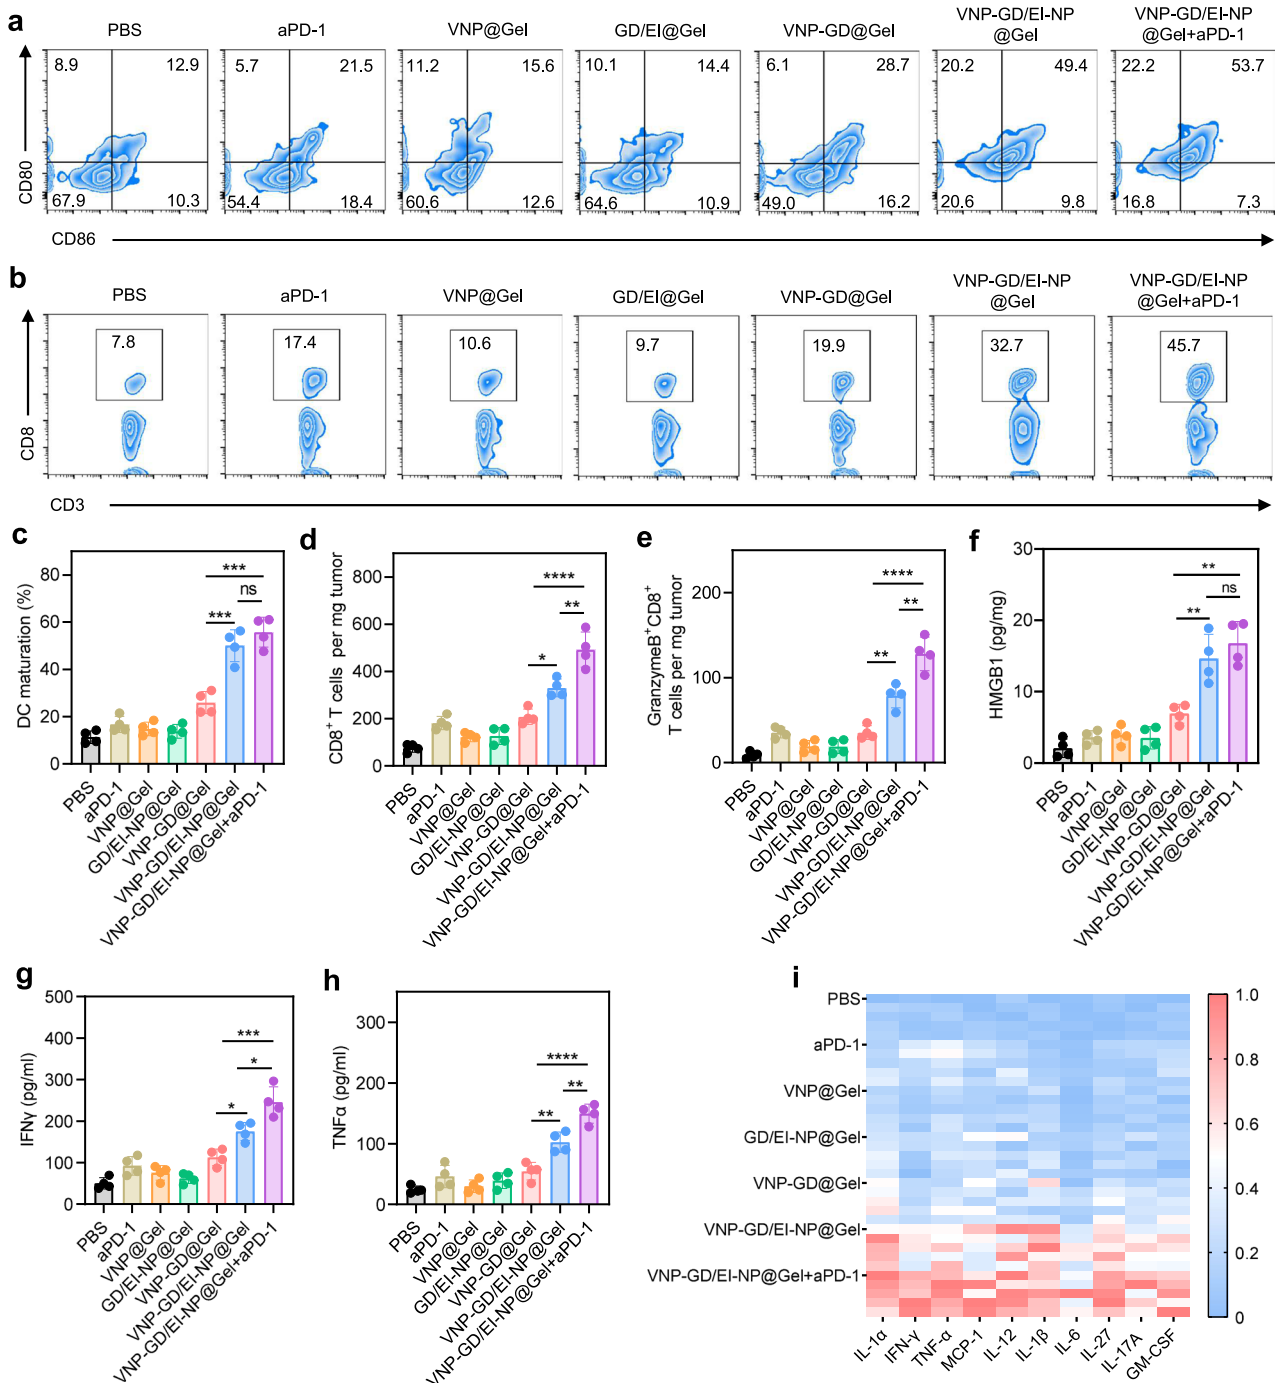 a
PBS
aPD-1
VNP@Gel
GD/EI@Gel
VNP-GD@Gel
VNP-GD/EI-NP
@Gel
VNP-GD/EI-NP
@Gel+aPD-1
8.9 12.9
5.7 21.5
11.2 15.6
10.1 14.4
6.1 28.7
20.2 49.4
22.2 53.7
CD80
67.9 10.3
54.4 18.4
60.6 12.6
64.6 10.9
49.0 16.2
20.6 9.8
16.8 7.3
CD86
b
PBS
aPD-1
VNP@Gel
GD/EI@Gel
VNP-GD@Gel
VNP-GD/EI-NP
@Gel
VNP-GD/EI-NP
@Gel+aPD-1
CD8
7.8
17.4
10.6
9.7
19.9
32.7
45.7
CD3
c
DC maturation (%)
80
60
40
20
0
***
ns
***
PBS
aPD-1
VNP@Gel
GD/EI-NP@Gel
VNP-GD@Gel
VNP-GD/EI-NP@Gel
VNP-GD/EI-NP@Gel+aPD-1
d
CD8+ T cells per mg tumor
800
600
400
200
0
****
**
*
PBS
aPD-1
VNP@Gel
GD/EI-NP@Gel
VNP-GD@Gel
VNP-GD/EI-NP@Gel
VNP-GD/EI-NP@Gel+aPD-1
e
GranzymeB+CD8+
T cells per mg tumor
200
100
0
****
**
**
PBS
aPD-1
VNP@Gel
GD/EI-NP@Gel
VNP-GD@Gel
VNP-GD/EI-NP@Gel
VNP-GD/EI-NP@Gel+aPD-1
f
HMGB1 (pg/mg)
30
20
10
0
**
ns
**
PBS
aPD-1
VNP@Gel
GD/EI-NP@Gel
VNP-GD@Gel
VNP-GD/EI-NP@Gel
VNP-GD/EI-NP@Gel+aPD-1
g
IFNγ (pg/ml)
500
400
300
200
100
0
***
*
*
PBS
aPD-1
VNP@Gel
GD/EI-NP@Gel
VNP-GD@Gel
VNP-GD/EI-NP@Gel
VNP-GD/EI-NP@Gel+aPD-1
h
TNFα (pg/ml)
300
200
100
0
****
**
**
PBS
aPD-1
VNP@Gel
GD/EI-NP@Gel
VNP-GD@Gel
VNP-GD/EI-NP@Gel
VNP-GD/EI-NP@Gel+aPD-1
i
PBS
aPD-1
VNP@Gel
GD/EI-NP@Gel
VNP-GD@Gel
VNP-GD/EI-NP@Gel
VNP-GD/EI-NP@Gel+aPD-1
IL-1α
IFN-γ
TNF-α
MCP-1
IL-12
IL-1β
IL-6
IL-27
IL-17A
GM-CSF
1.0
0.8
0.6
0.4
0.2
0